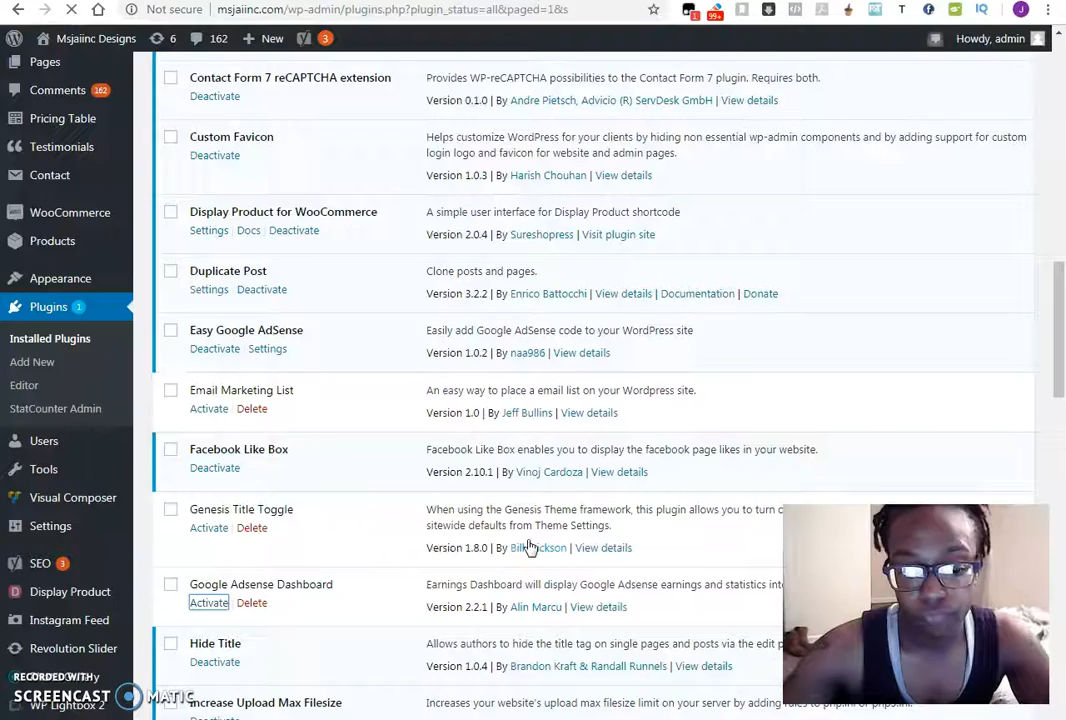 Not secure | msjaiinc.com/wp-admin/plugins.php?plugin_status=all&paged=1&s
1
99+
T
IQ
J
Msjaiinc Designs 6 162 + New 3 Howdy, admin
Pages
Comments 162
Pricing Table
Testimonials
Contact
WooCommerce
Products
Appearance
Plugins 1
Installed Plugins
Add New
Editor
StatCounter Admin
Users
Tools
Visual Composer
Settings
SEO 3
Display Product
Instagram Feed
Revolution Slider
WP Lightbox 2
Contact Form 7 reCAPTCHA extension
Deactivate
Provides WP-reCAPTCHA possibilities to the Contact Form 7 plugin. Requires both.
Version 0.1.0 | By Andre Pietsch, Advicio (R) ServDesk GmbH | View details
Custom Favicon
Deactivate
Helps customize WordPress for your clients by hiding non essential wp-admin components and by adding support for custom
login logo and favicon for website and admin pages.
Version 1.0.3 | By Harish Chouhan | View details
Display Product for WooCommerce
Settings | Docs | Deactivate
A simple user interface for Display Product shortcode
Version 2.0.4 | By Sureshopress | Visit plugin site
Duplicate Post
Settings | Deactivate
Clone posts and pages.
Version 3.2.2 | By Enrico Battocchi | View details | Documentation | Donate
Easy Google AdSense
Deactivate | Settings
Easily add Google AdSense code to your WordPress site
Version 1.0.2 | By naa986 | View details
Email Marketing List
Activate | Delete
An easy way to place a email list on your Wordpress site.
Version 1.0 | By Jeff Bullins | View details
Facebook Like Box
Deactivate
Facebook Like Box enables you to display the facebook page likes in your website.
Version 2.10.1 | By Vinoj Cardoza | View details
Genesis Title Toggle
Activate | Delete
When using the Genesis Theme framework, this plugin allows you to turn
sitewide defaults from Theme Settings.
Version 1.8.0 | By | View details
Google Adsense Dashboard
Activate | Delete
Earnings Dashboard will display Google Adsense earnings and statistics
Version 2.2.1 | By Alin Marcu | View details
Hide Title
Deactivate
Allows authors to hide the title tag on single pages and posts via the edit
Version 1.0.4 | By Brandon Kraft & Randall Runnels | View details
Increase Upload Max Filesize
Increases your website's upload max filesize limit on your server by adding rules to
RECORDED WITH
SCREENCAST MATIC